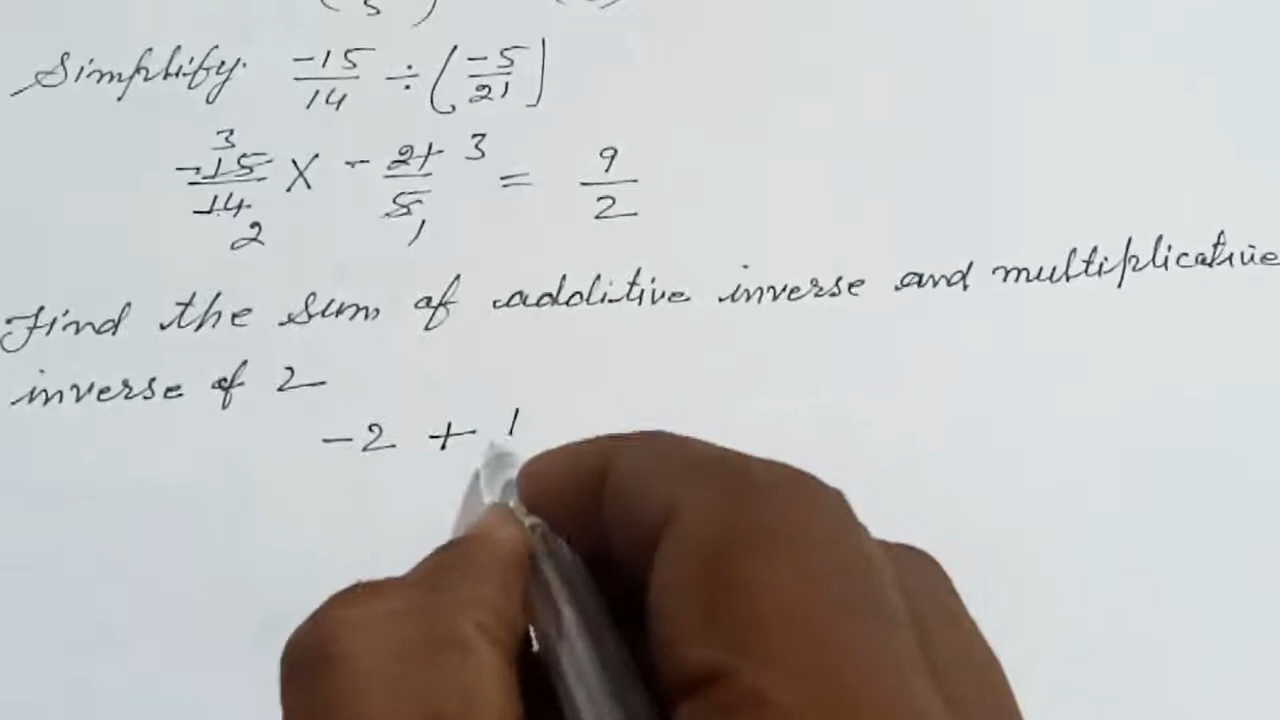 ( 5 )
Simplify. -15/14 ÷ (-5/21)
3 3
-15/14 X -21/5 = 9/2
2 1
Find the sum of additive inverse and multiplicative
inverse of 2
-2 + 1